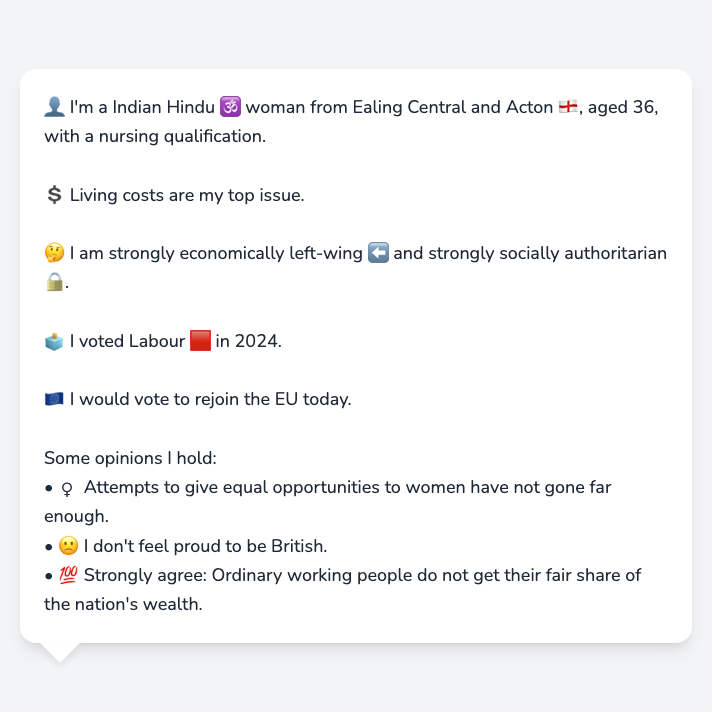 👤 I'm a Indian Hindu 🕉️ woman from Ealing Central and Acton 🏴󠁧󠁢󠁥󠁮󠁧󠁿, aged 36,
with a nursing qualification.
💲 Living costs are my top issue.
🤔 I am strongly economically left-wing ⬅️ and strongly socially authoritarian
🔒.
🗳️ I voted Labour 🟥 in 2024.
🇪🇺 I would vote to rejoin the EU today.
Some opinions I hold:
• ♀️ Attempts to give equal opportunities to women have not gone far
enough.
• 🙁 I don't feel proud to be British.
• 💯 Strongly agree: Ordinary working people do not get their fair share of
the nation's wealth.